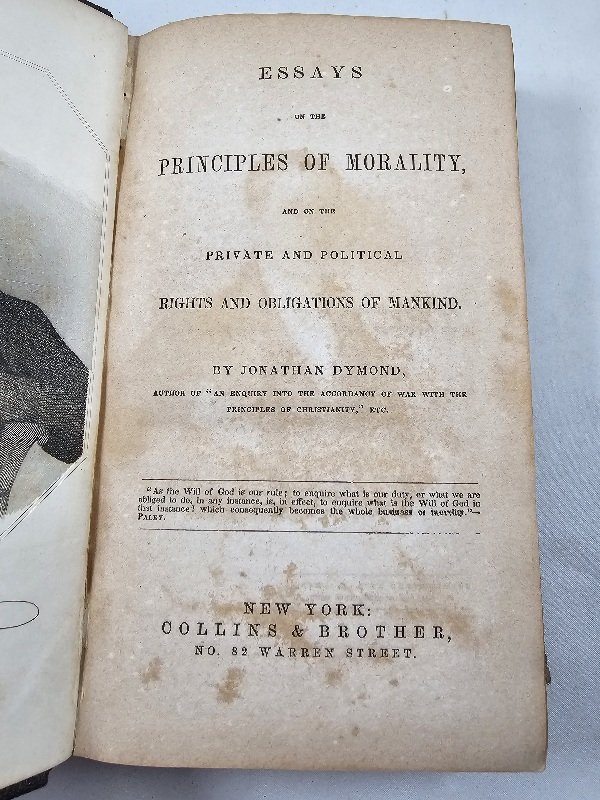 ESSAYS
ON THE
PRINCIPLES OF MORALITY,
AND ON THE
PRIVATE AND POLITICAL
RIGHTS AND OBLIGATIONS OF MANKIND.
BY JONATHAN DYMOND,
AUTHOR OF "AN ENQUIRY INTO THE ACCORDANCY OF WAR WITH THE
PRINCIPLES OF CHRISTIANITY," ETC.
"As the Will of God is our rule; to enquire what is our duty, or what we are
obliged to do, in any instance, is, in effect, to enquire what is the Will of God in
that instance? which consequently becomes the whole business of morality."—
PALEY.
NEW YORK:
COLLINS & BROTHER,
NO. 82 WARREN STREET.